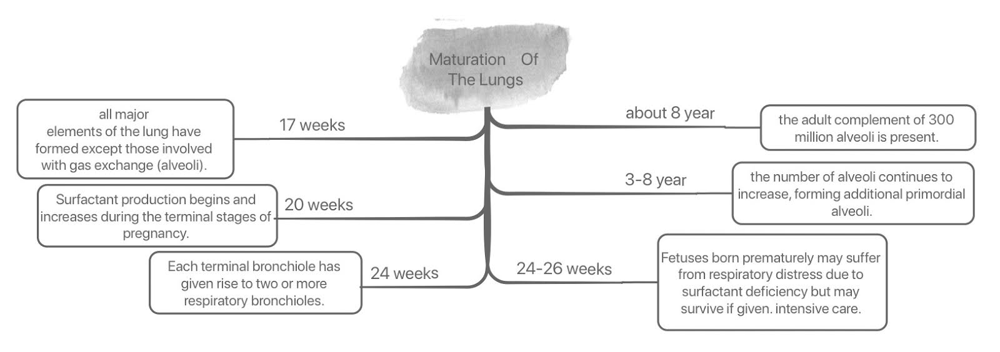 Maturation Of
The Lungs
17 weeks
all major
elements of the lung have
formed except those involved
with gas exchange (alveoli).
20 weeks
Surfactant production begins and
increases during the terminal stages of
pregnancy.
24 weeks
Each terminal bronchiole has
given rise to two or more
respiratory bronchioles.
about 8 year
the adult complement of 300
million alveoli is present.
3-8 year
the number of alveoli continues to
increase, forming additional primordial
alveoli.
24-26 weeks
Fetuses born prematurely may suffer
from respiratory distress due to
surfactant deficiency but may
survive if given. intensive care.